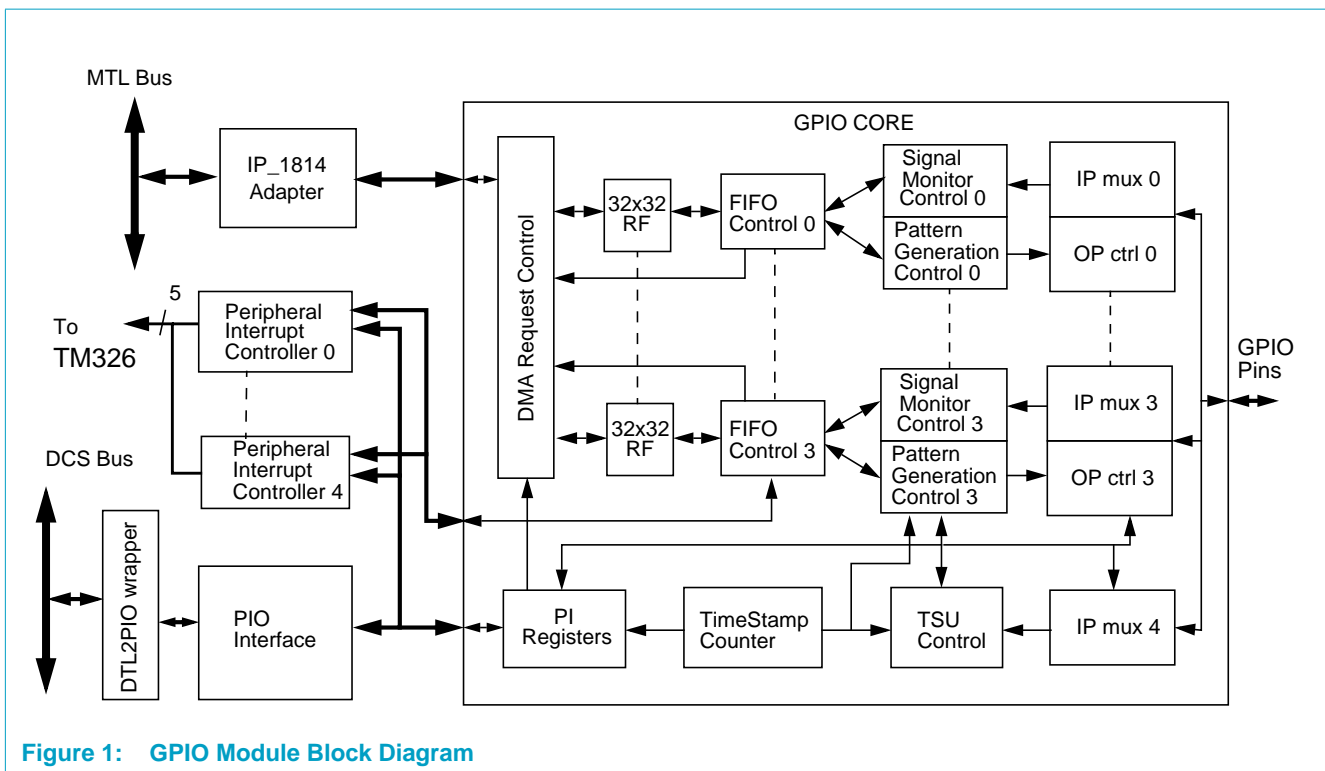 MTL Bus
IP_1814
Adapter
GPIO CORE
DMA Request Control
32x32
RF
FIFO
Control 0
Signal
Monitor
Control 0
Pattern
Generation
Control 0
IP mux 0
OP ctrl 0
5
To
TM326
Peripheral
Interrupt
Controller 0
Peripheral
Interrupt
Controller 4
32x32
RF
FIFO
Control 3
Signal
Monitor
Control 3
Pattern
Generation
Control 3
IP mux 3
OP ctrl 3
GPIO
Pins
DCS Bus
DTL2PIO wrapper
PIO
Interface
PI
Registers
TimeStamp
Counter
TSU
Control
IP mux 4
Figure 1: GPIO Module Block Diagram